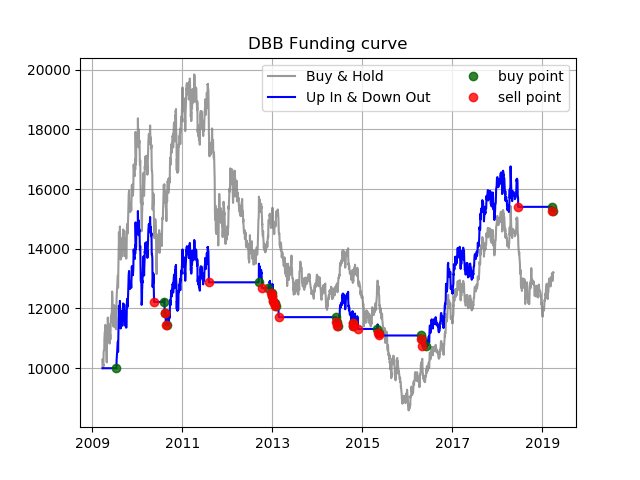 DBB Funding curve
20000
18000
16000
14000
12000
10000
Buy & Hold
Up In & Down Out
buy point
sell point
2009 2011 2013 2015 2017 2019